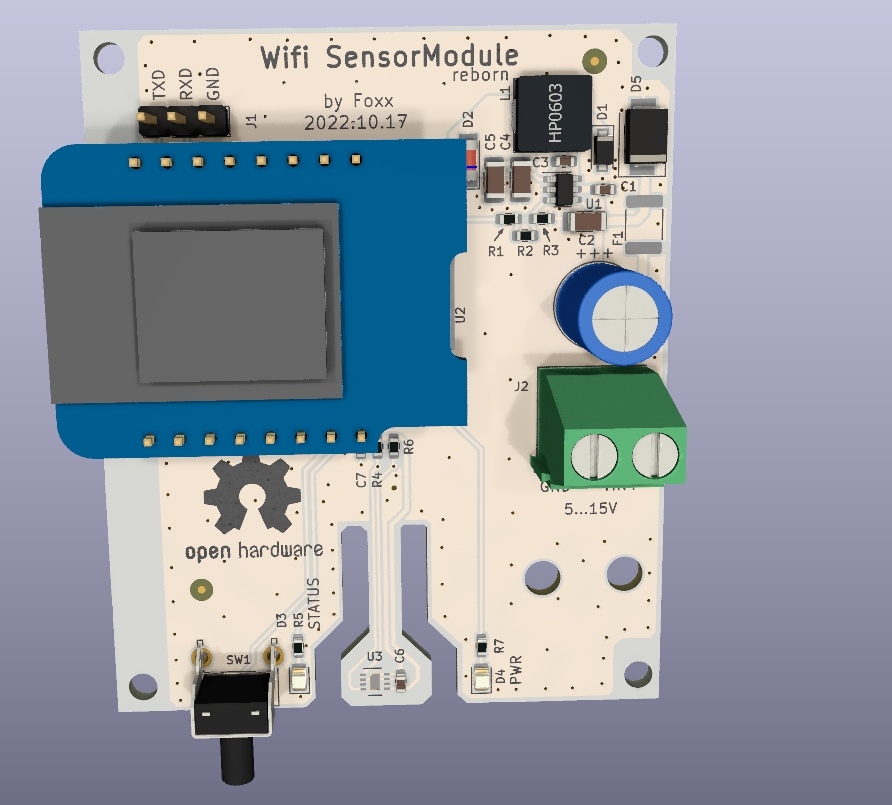 Wifi SensorModule
reborn
by Foxx
2022.10.17
TXD
RXD
GND
J1
D2
C5
C4
L1
HP0603
D1
D5
C3
C1
U1
C2
F1
R1
R2
R3
+++
U2
J2
5...15V
C7
R4
R6
open hardware
STATUS
D3
R5
SW1
U3
C6
R7
D4
PWR